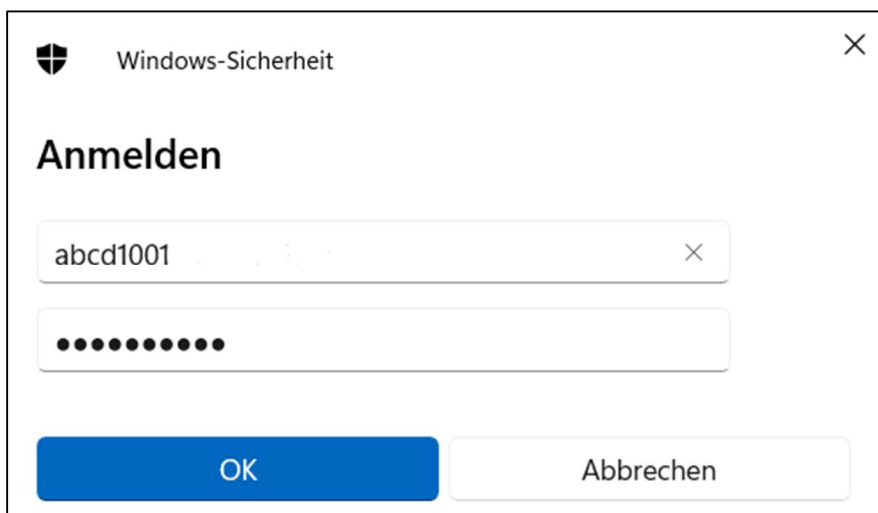 Windows-Sicherheit
Anmelden
abcd1001
••••••••••
OK
Abbrechen